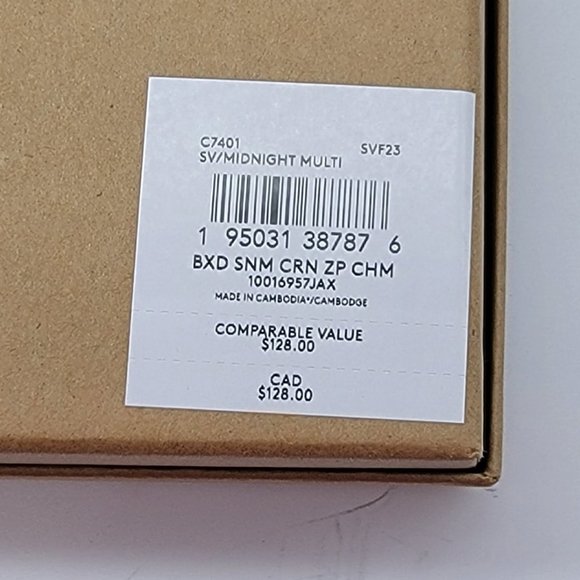 C7401 SVF23
SV/MIDNIGHT MULTI
1 95031 38787 6
BXD SNM CRN ZP CHM
10016957JAX
MADE IN CAMBODIA*/CAMBODGE
COMPARABLE VALUE
$128.00
CAD
$128.00